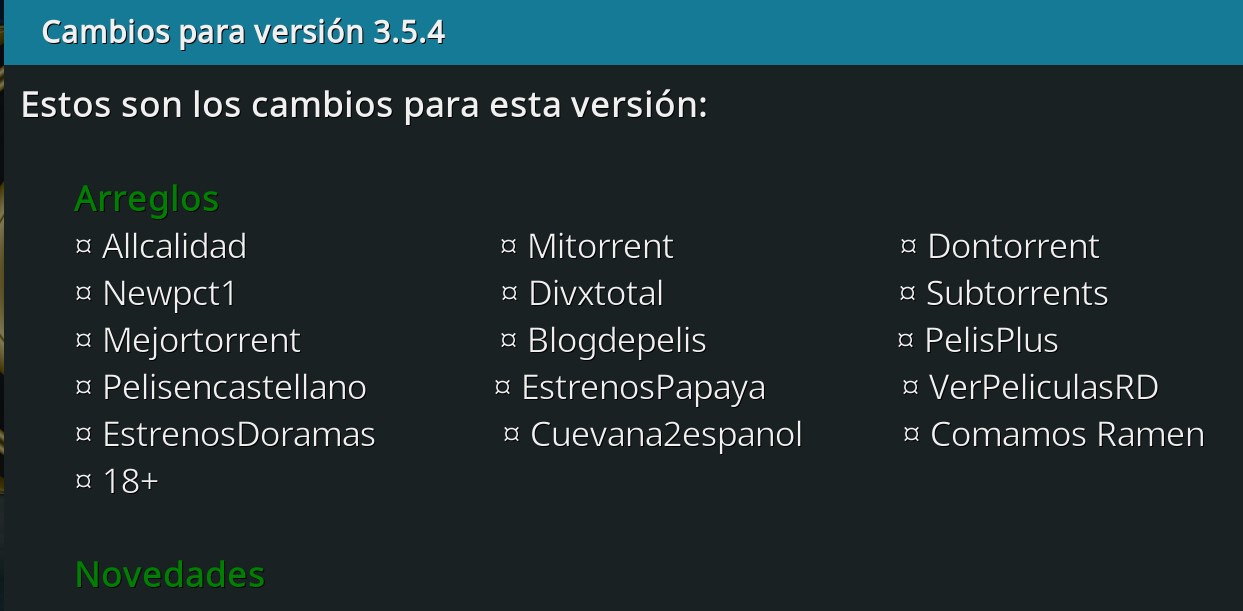 Cambios para versión 3.5.4
Estos son los cambios para esta versión:
Arreglos
¤ Allcalidad ¤ Mitorrent ¤ Dontorrent
¤ Newpct1 ¤ Divxtotal ¤ Subtorrents
¤ Mejortorrent ¤ Blogdepelis ¤ PelisPlus
¤ Pelisencastellano ¤ EstrenosPapaya ¤ VerPeliculasRD
¤ EstrenosDoramas ¤ Cuevana2espanol ¤ Comamos Ramen
¤ 18+
Novedades